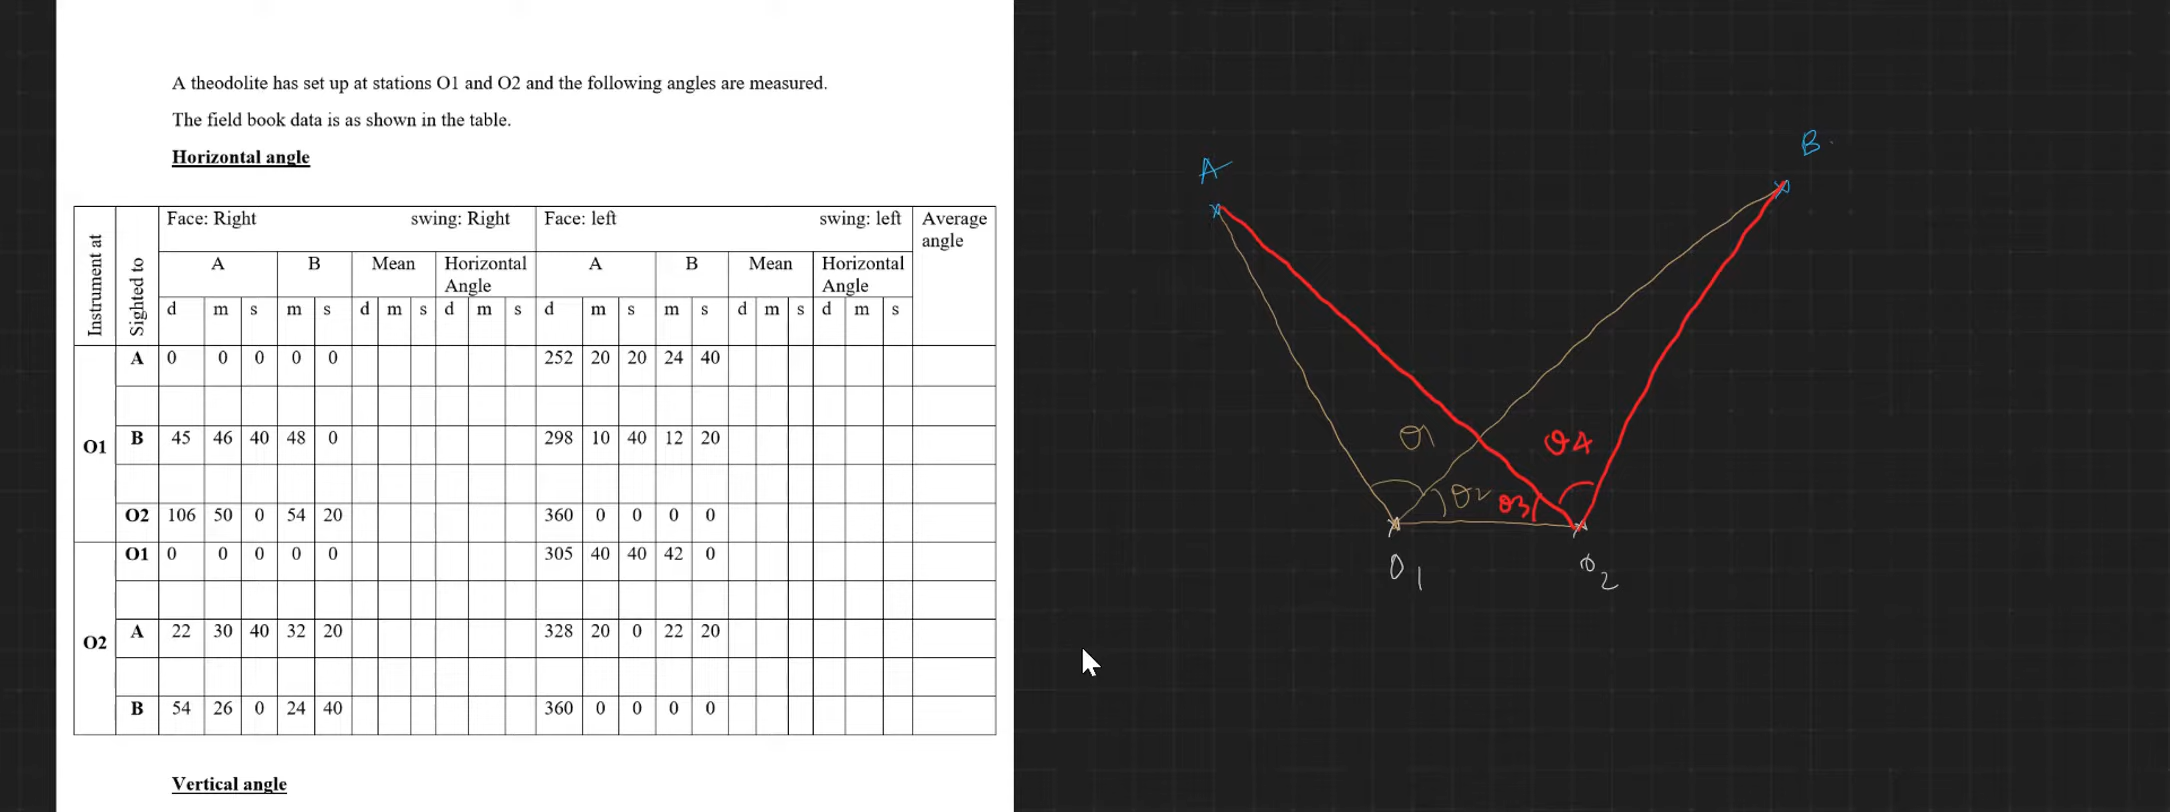 A theodolite has set up at stations O1 and O2 and the following angles are measured.
The field book data is as shown in the table.
Horizontal angle
Instrument at
Sighted to
Face: Right swing: Right Face: left swing: left Average angle
A B Mean Horizontal Angle A B Mean Horizontal Angle
d m s m s d m s d m s d m s m s d m s d m s
O1
A 0 0 0 0 0 252 20 20 24 40
B 45 46 40 48 0 298 10 40 12 20
O2 106 50 0 54 20 360 0 0 0 0
O2
O1 0 0 0 0 0 305 40 40 42 0
A 22 30 40 32 20 328 20 0 22 20
B 54 26 0 24 40 360 0 0 0 0
Vertical angle
A
B
θ1
θ4
θ2
θ3
O1
O2